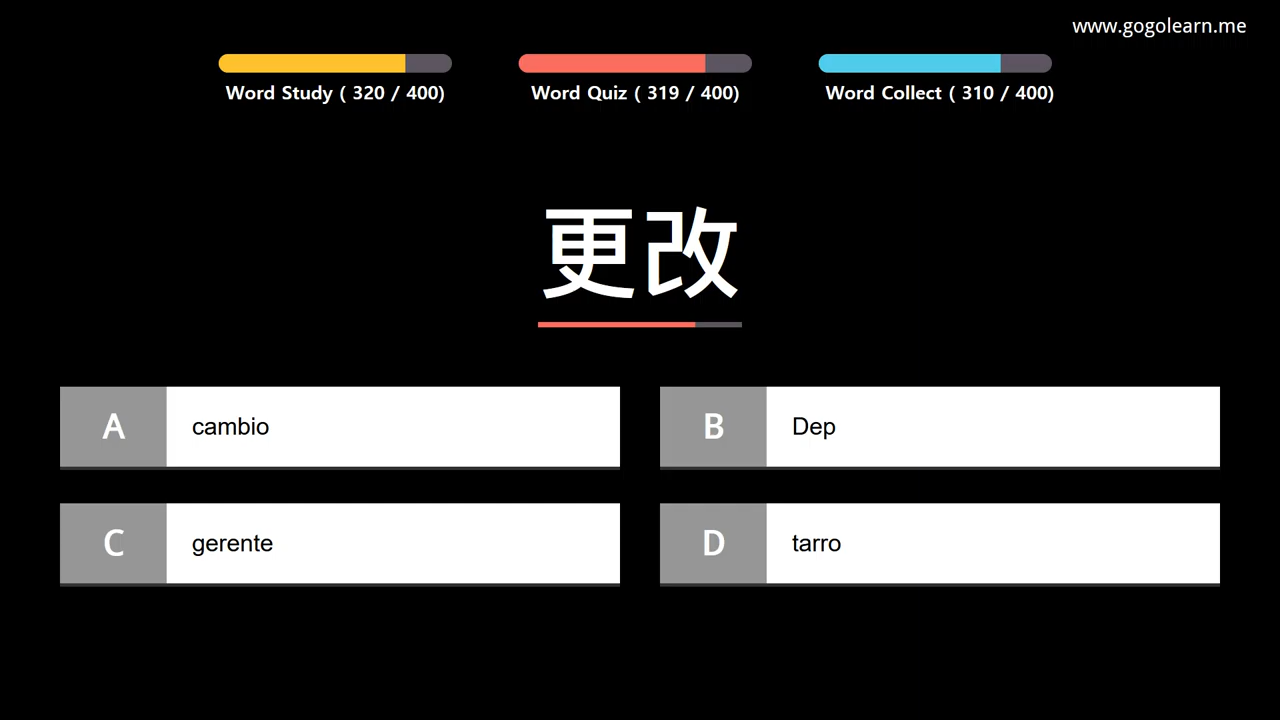 www.gogolearn.me
Word Study ( 320 / 400)
Word Quiz ( 319 / 400)
Word Collect ( 310 / 400)
更改
A cambio
B Dep
C gerente
D tarro